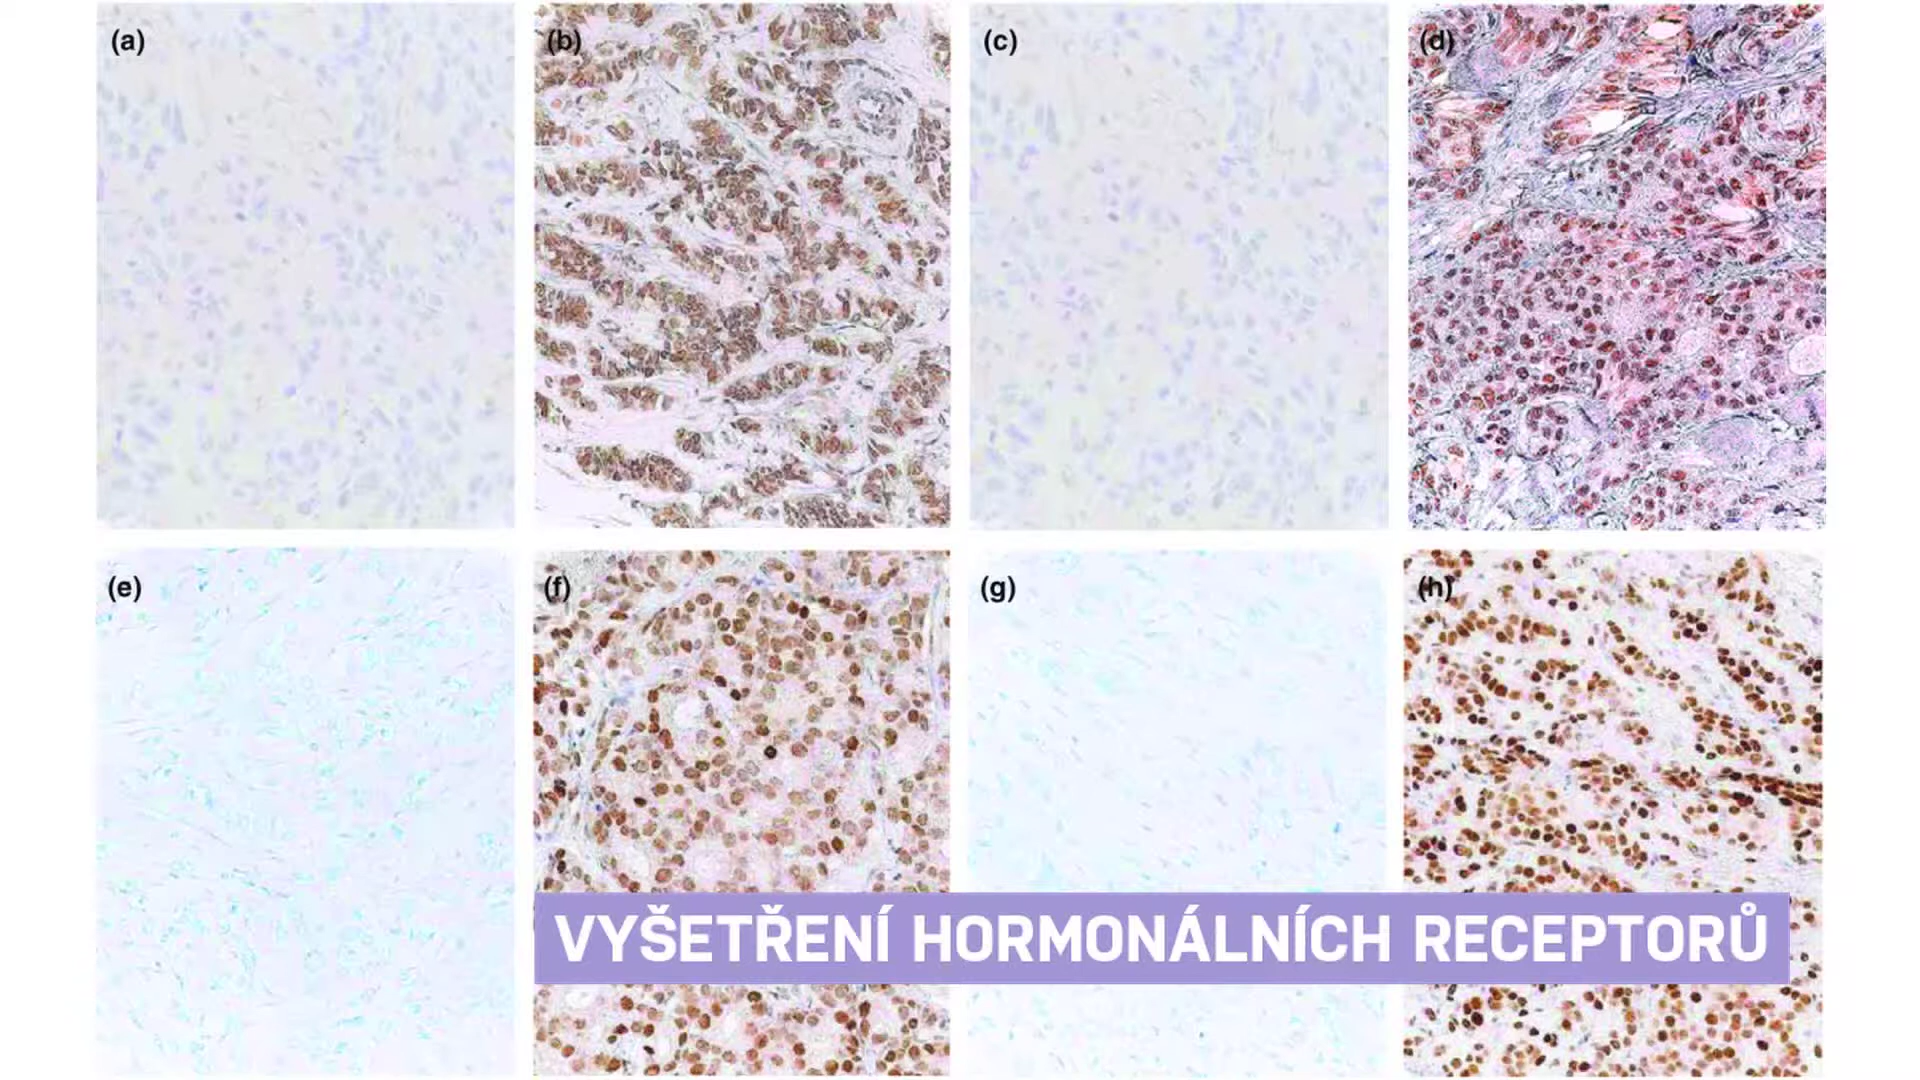 (a)
(b)
(c)
(d)
(e)
(f)
(g)
(h)
VYŠETŘENÍ HORMONÁLNÍCH RECEPTORŮ